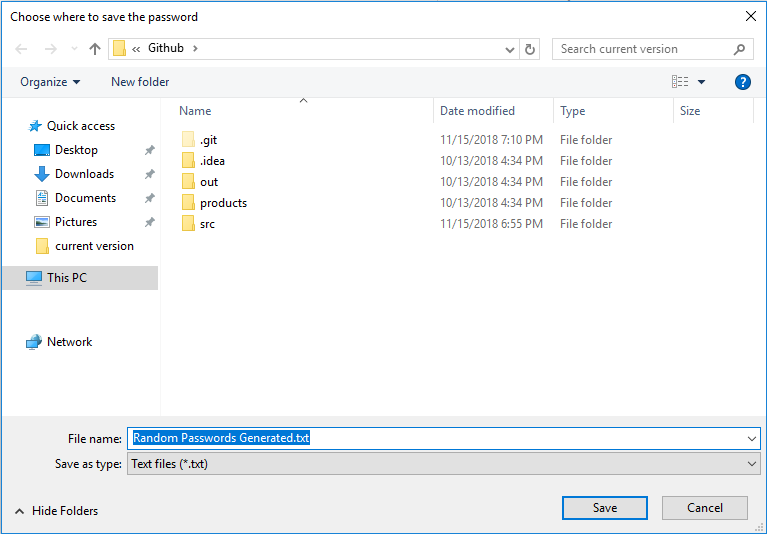 Choose where to save the password
« Github ›
Search current version
Organize
New folder
?
Name Date modified Type Size
Quick access
Desktop
Downloads
Documents
Pictures
current version
This PC
Network
.git 11/15/2018 7:10 PM File folder
.idea 10/13/2018 4:34 PM File folder
out 10/13/2018 4:34 PM File folder
products 10/13/2018 4:34 PM File folder
src 11/15/2018 6:55 PM File folder
File name: Random Passwords Generated.txt
Save as type: Text files (*.txt)
Hide Folders
Save
Cancel